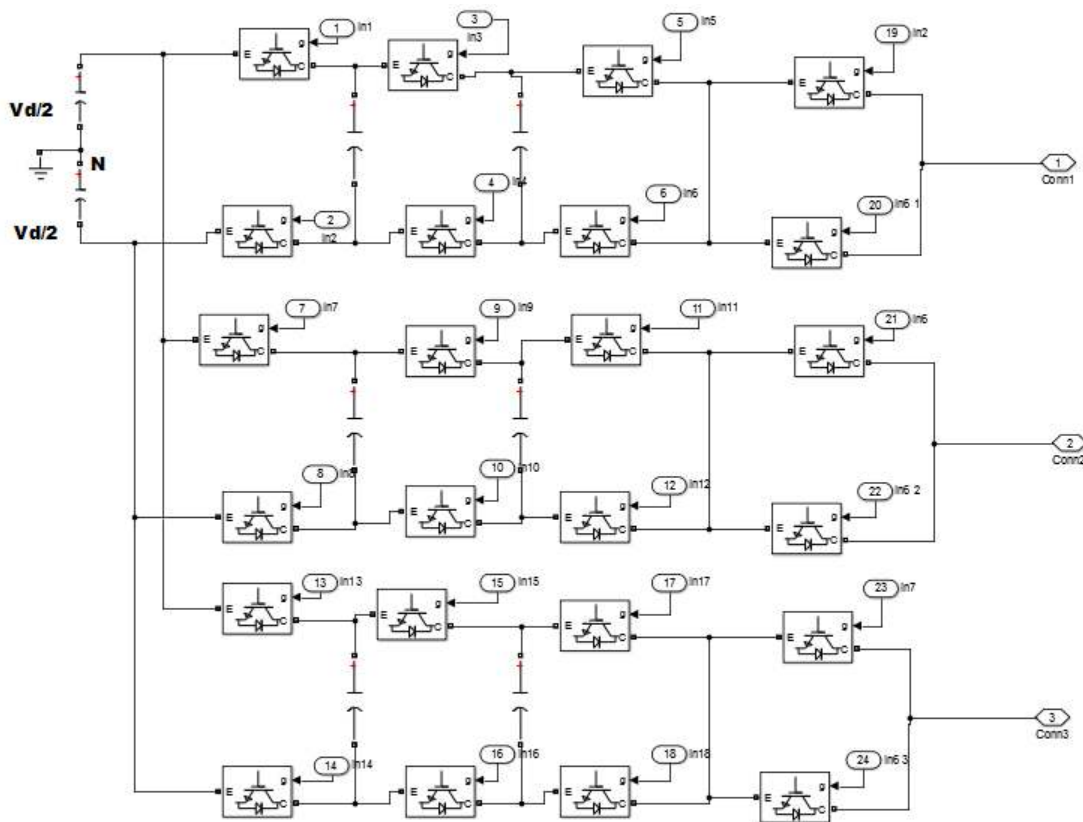 1 In1
3 In3
5 In5
19 In2
g
E C
g
E C
g
E C
g
E C
Vd/2
N
Vd/2
1
Conn1
2 In2
4 In4
6 In6
20 In6 1
g
E C
g
E C
g
E C
g
E C
7 In7
9 In9
11 In11
21 In6
g
E C
g
E C
g
E C
g
E C
2
Conn2
8 In8
10 In10
12 In12
22 In6 2
g
E C
g
E C
g
E C
g
E C
13 In13
15 In15
17 In17
23 In7
g
E C
g
E C
g
E C
g
E C
3
Conn3
14 In14
16 In16
18 In18
24 In6 3
g
E C
g
E C
g
E C
g
E C